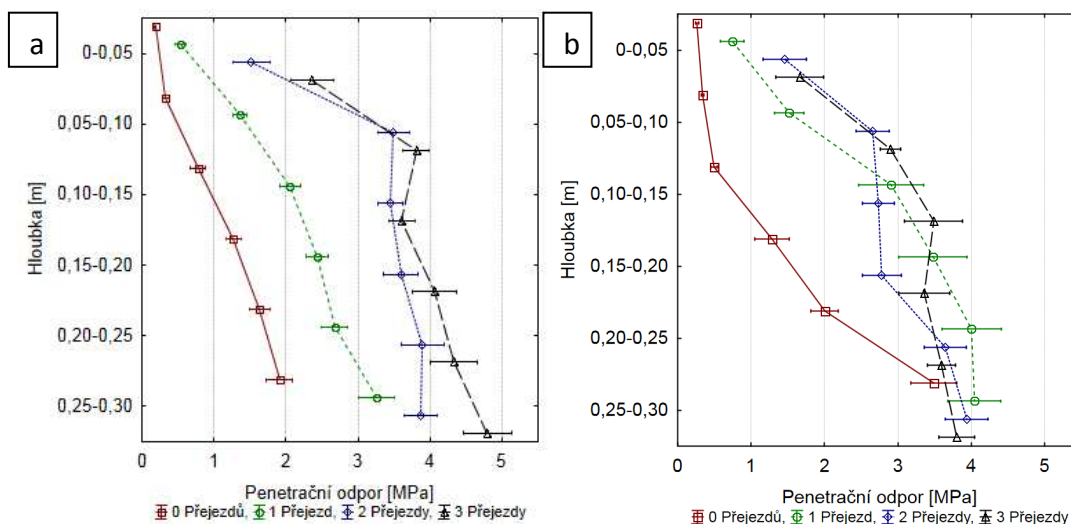 a
Hloubka [m]
0-0,05
0,05-0,10
0,10-0,15
0,15-0,20
0,20-0,25
0,25-0,30
0 1 2 3 4 5
Penetrační odpor [MPa]
0 Přejezdů, 1 Přejezd, 2 Přejezdy, 3 Přejezdy
b
Hloubka [m]
0-0,05
0,05-0,10
0,10-0,15
0,15-0,20
0,20-0,25
0,25-0,30
0 1 2 3 4 5
Penetrační odpor [MPa]
0 Přejezdů, 1 Přejezd, 2 Přejezdy, 3 Přejezdy